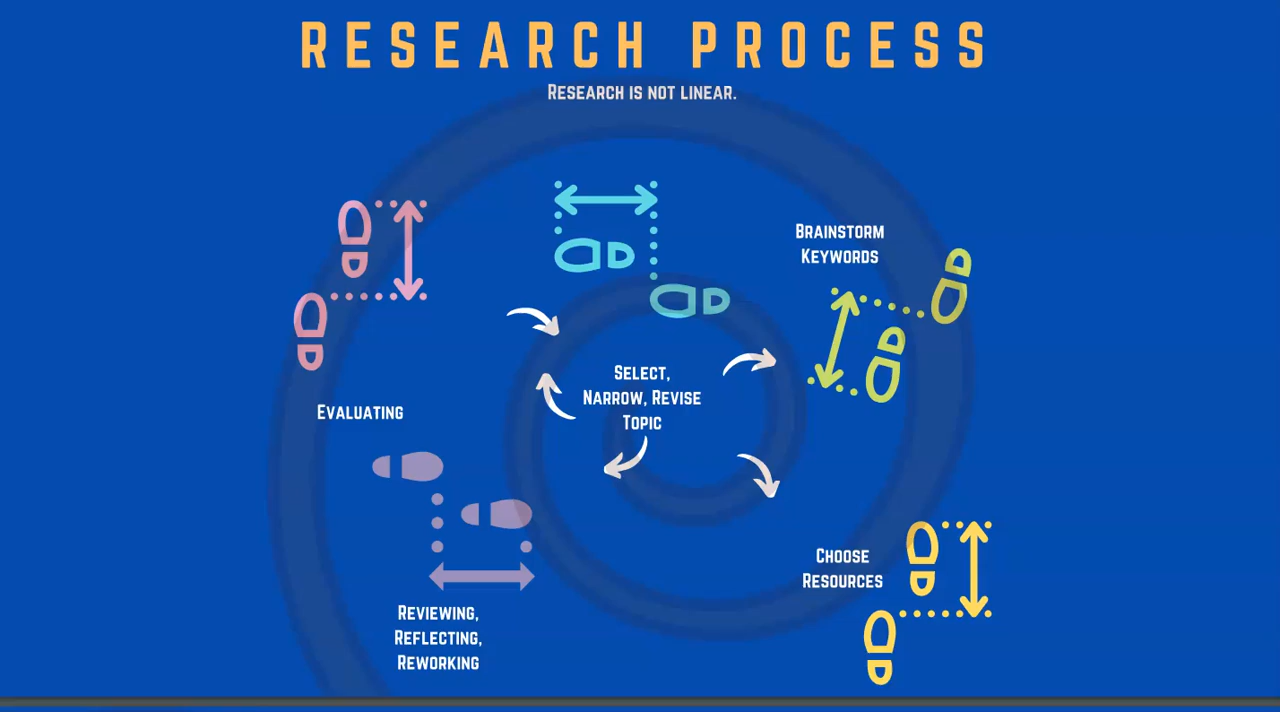 RESEARCH PROCESS
RESEARCH IS NOT LINEAR.
BRAINSTORM
KEYWORDS
SELECT,
NARROW, REVISE
TOPIC
EVALUATING
CHOOSE
RESOURCES
REVIEWING,
REFLECTING,
REWORKING